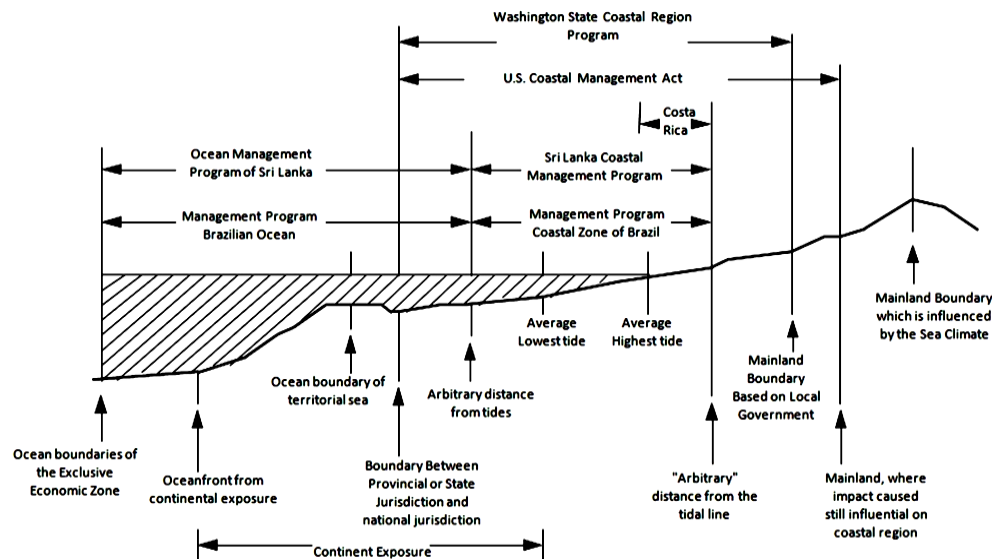 Washington State Coastal Region
Program
U.S. Coastal Management Act
Costa
Rica
Ocean Management
Program of Sri Lanka
Sri Lanka Coastal
Management Program
Management Program
Brazilian Ocean
Management Program
Coastal Zone of Brazil
Mainland Boundary
which is influenced
by the Sea Climate
Average
Lowest tide
Average
Highest tide
Mainland
Boundary
Based on Local
Government
Ocean boundary of
territorial sea
Arbitrary distance
from tides
Ocean boundaries of
the Exclusive
Economic Zone
Oceanfront from
continental exposure
Boundary Between
Provincial or State
Jurisdiction and
national jurisdiction
"Arbitrary"
distance from the
tidal line
Mainland, where
impact caused
still influential on
coastal region
Continent Exposure